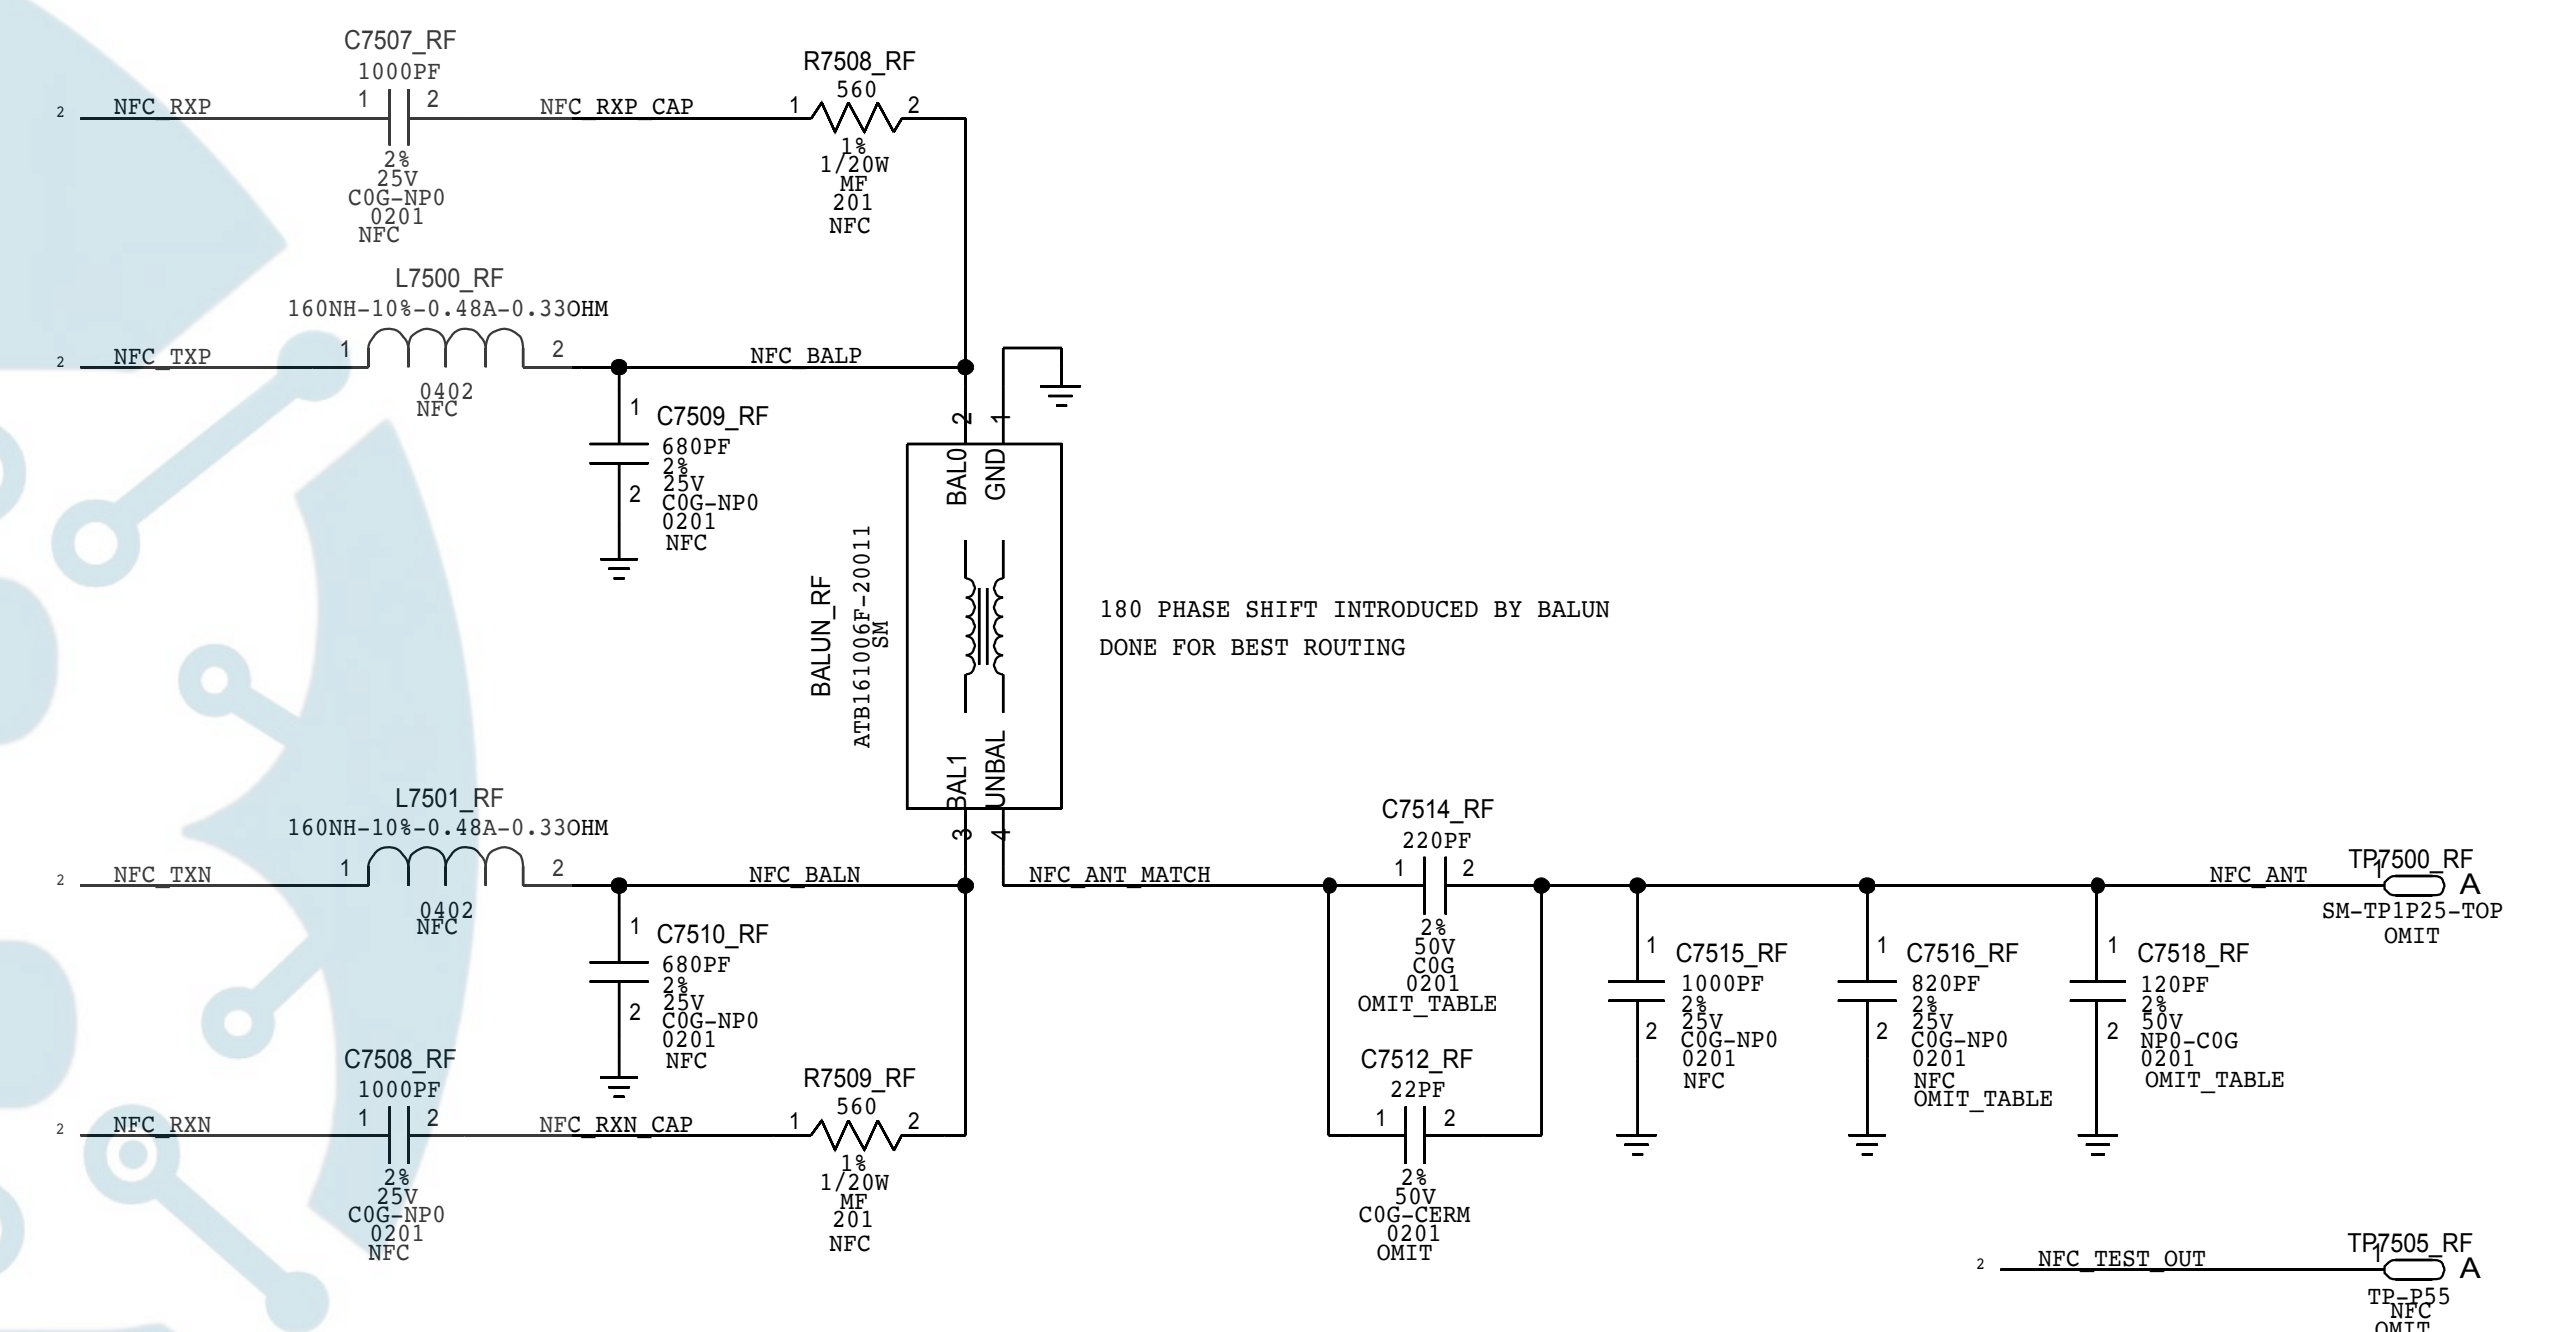 C7507_RF
1000PF
1 2
2 NFC_RXP NFC_RXP_CAP
2%
25V
C0G-NP0
0201
NFC
R7508_RF
560
1 2
1%
1/20W
MF
201
NFC
L7500_RF
160NH-10%-0.48A-0.33OHM
2 NFC_TXP 1 2 NFC_BALP
0402
NFC
1
C7509_RF
680PF
2%
25V
2
C0G-NP0
0201
NFC
2 1
BAL0 GND
BALUN_RF
ATB161006F-20011
SM
180 PHASE SHIFT INTRODUCED BY BALUN
DONE FOR BEST ROUTING
BAL1 UNBAL
3 4
L7501_RF
160NH-10%-0.48A-0.33OHM
2 NFC_TXN 1 2 NFC_BALN
0402
NFC
1
C7510_RF
680PF
2%
25V
2
C0G-NP0
0201
NFC
C7508_RF
1000PF
1 2
2 NFC_RXN NFC_RXN_CAP
2%
25V
C0G-NP0
0201
NFC
R7509_RF
560
1 2
1%
1/20W
MF
201
NFC
NFC_ANT_MATCH
C7514_RF
220PF
1 2
2%
50V
C0G
0201
OMIT_TABLE
C7512_RF
22PF
1 2
2%
50V
C0G-CERM
0201
OMIT
1
C7515_RF
1000PF
2%
25V
2
C0G-NP0
0201
NFC
1
C7516_RF
820PF
2%
25V
2
C0G-NP0
0201
NFC
OMIT_TABLE
1
C7518_RF
120PF
2%
50V
2
NP0-C0G
0201
OMIT_TABLE
NFC_ANT
TP7500_RF
1
A
SM-TP1P25-TOP
OMIT
2 NFC_TEST_OUT
TP7505_RF
1
A
TP-P55
NFC
OMIT